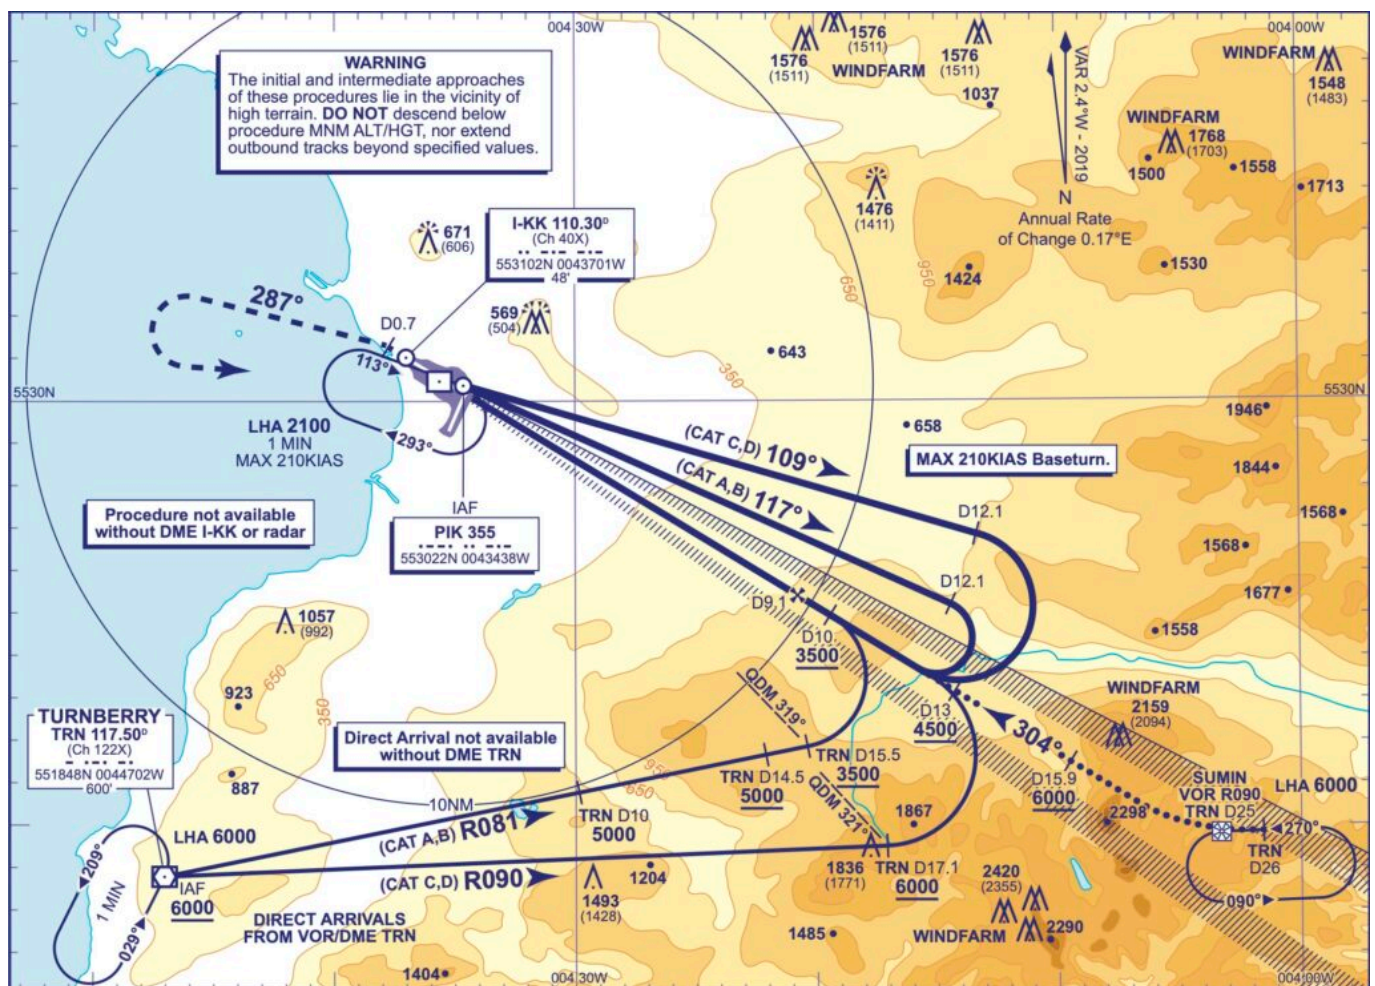 004°30'W
004°00'W
WARNING
The initial and intermediate approaches
of these procedures lie in the vicinity of
high terrain. DO NOT descend below
procedure MNM ALT/HGT, nor extend
outbound tracks beyond specified values.
1576
(1511)
1576
(1511)
WINDFARM
1576
(1511)
1037
VAR 2.4°W - 2019
N
Annual Rate
of Change 0.17°E
WINDFARM
1548
(1483)
WINDFARM
1768
(1703)
1500
1558
1713
1476
(1411)
1424
950
650
1530
671
(606)
I-KK 110.30ᴰ
(Ch 40X)
553102N 0043701W
48'
287°
D0.7
569
(504)
643
350
113°
5530N
5530N
LHA 2100
1 MIN
MAX 210KIAS
293°
(CAT C,D) 109°
658
1946
MAX 210KIAS Baseturn.
1844
(CAT A,B) 117°
IAF
PIK 355
553022N 0043438W
Procedure not available
without DME I-KK or radar
D12.1
1568
1568
D12.1
1677
D9.1
1057
(992)
650
1558
D10
3500
923
350
QDM 319°
D13
4500
WINDFARM
2159
(2094)
304°
TURNBERRY
TRN 117.50ᴰ
(Ch 122X)
551848N 0044702W
600'
Direct Arrival not available
without DME TRN
TRN D15.5
3500
TRN D14.5
5000
950
650
D15.9
6000
SUMIN
VOR R090
TRN D25
LHA 6000
887
10NM
TRN D10
5000
QDM 321°
1867
2298
270°
TRN
D26
LHA 6000
(CAT A,B) R081
209°
1 MIN
029°
IAF
6000
(CAT C,D) R090
1493
(1428)
1204
1836
(1771)
TRN D17.1
6000
2420
(2355)
090°
DIRECT ARRIVALS
FROM VOR/DME TRN
1485
WINDFARM
2290
1404
004°30'W
004°00'W